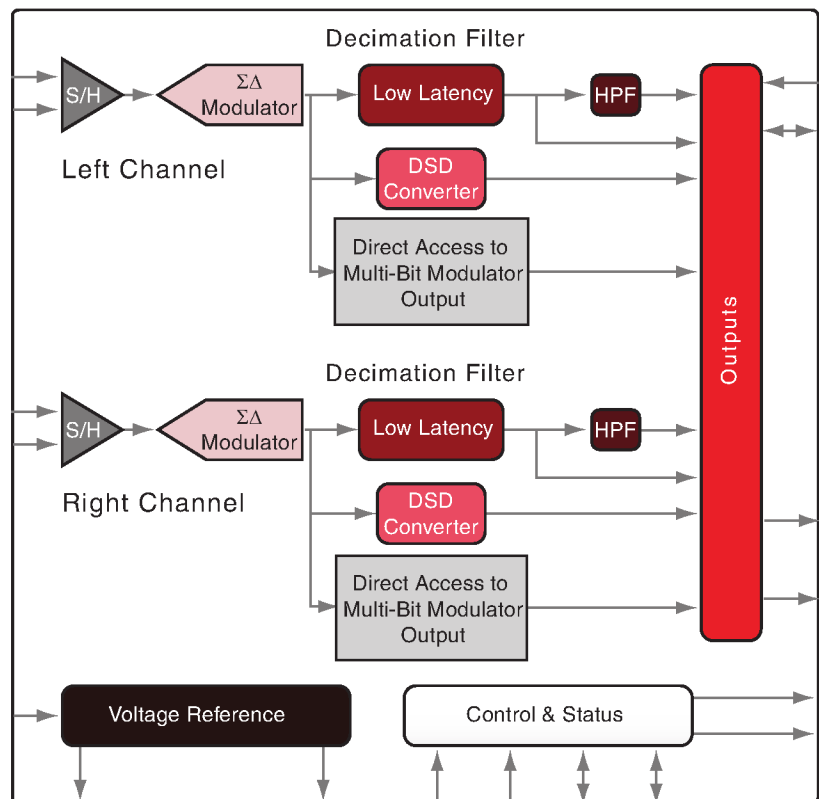 Decimation Filter
S/H
ΣΔ
Modulator
Low Latency
HPF
Left Channel
DSD
Converter
Direct Access to
Multi-Bit Modulator
Output
Outputs
Decimation Filter
S/H
ΣΔ
Modulator
Low Latency
HPF
Right Channel
DSD
Converter
Direct Access to
Multi-Bit Modulator
Output
Voltage Reference
Control & Status